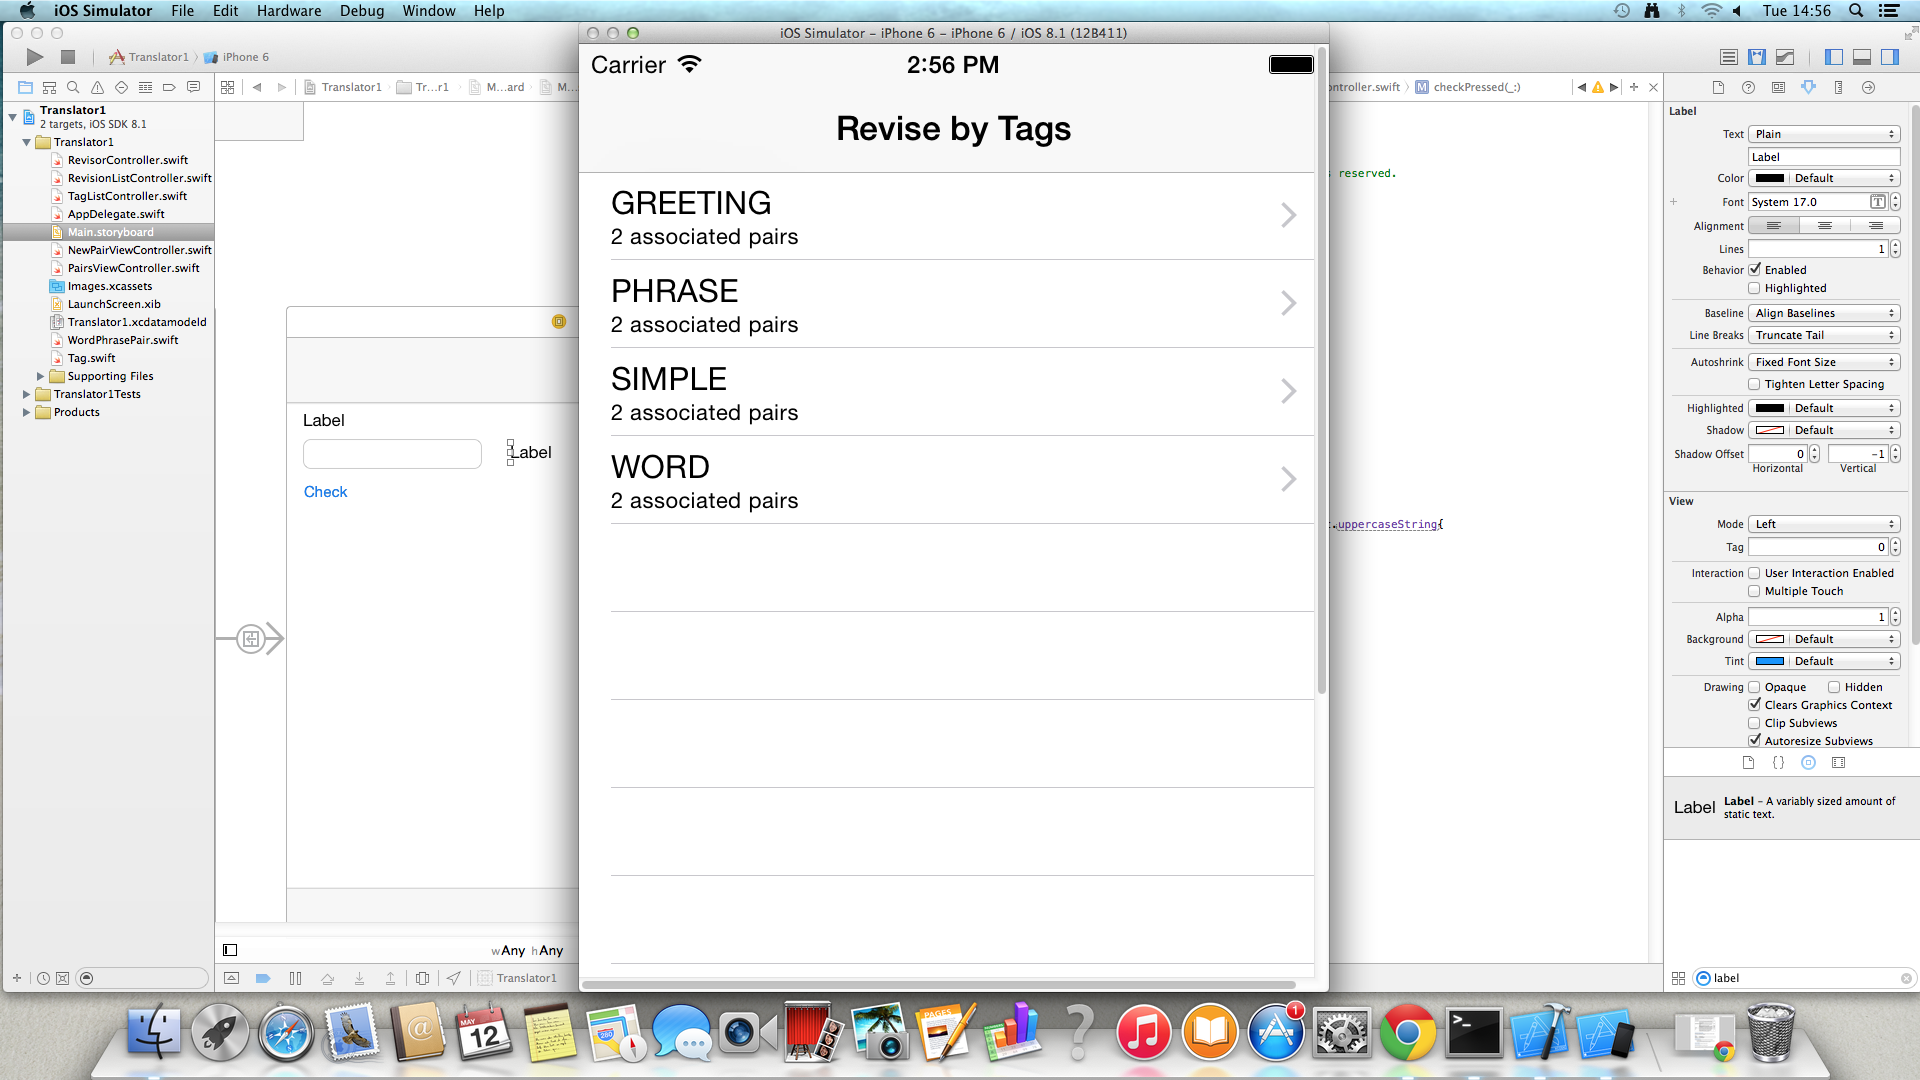 iOS Simulator File Edit Hardware Debug Window Help
Tue 14:56
iOS Simulator - iPhone 6 - iPhone 6 / iOS 8.1 (12B411)
Translator1 iPhone 6
Translator1 Tr...r1 M...ard M...
ontroller.swift M checkPressed(_:)
Translator1
2 targets, iOS SDK 8.1
Translator1
RevisorController.swift
RevisionListController.swift
TagListController.swift
AppDelegate.swift
Main.storyboard
NewPairViewController.swift
PairsViewController.swift
Images.xcassets
LaunchScreen.xib
Translator1.xcdatamodeld
WordPhrasePair.swift
Tag.swift
Supporting Files
Translator1Tests
Products
Label
Label
Check
wAny hAny
Translator1
Carrier 2:56 PM
Revise by Tags
GREETING
2 associated pairs
PHRASE
2 associated pairs
SIMPLE
2 associated pairs
WORD
2 associated pairs
s reserved.
.uppercaseString{
Label
Text Plain
Label
Color Default
Font System 17.0 T
Alignment
Lines 1
Behavior Enabled
Highlighted
Baseline Align Baselines
Line Breaks Truncate Tail
Autoshrink Fixed Font Size
Tighten Letter Spacing
Highlighted Default
Shadow Default
Shadow Offset 0 -1
Horizontal Vertical
View
Mode Left
Tag 0
Interaction User Interaction Enabled
Multiple Touch
Alpha 1
Background Default
Tint Default
Drawing Opaque Hidden
Clears Graphics Context
Clip Subviews
Autoresize Subviews
Label Label - A variably sized amount of
static text.
label
MAY
12
280
PAGES
1